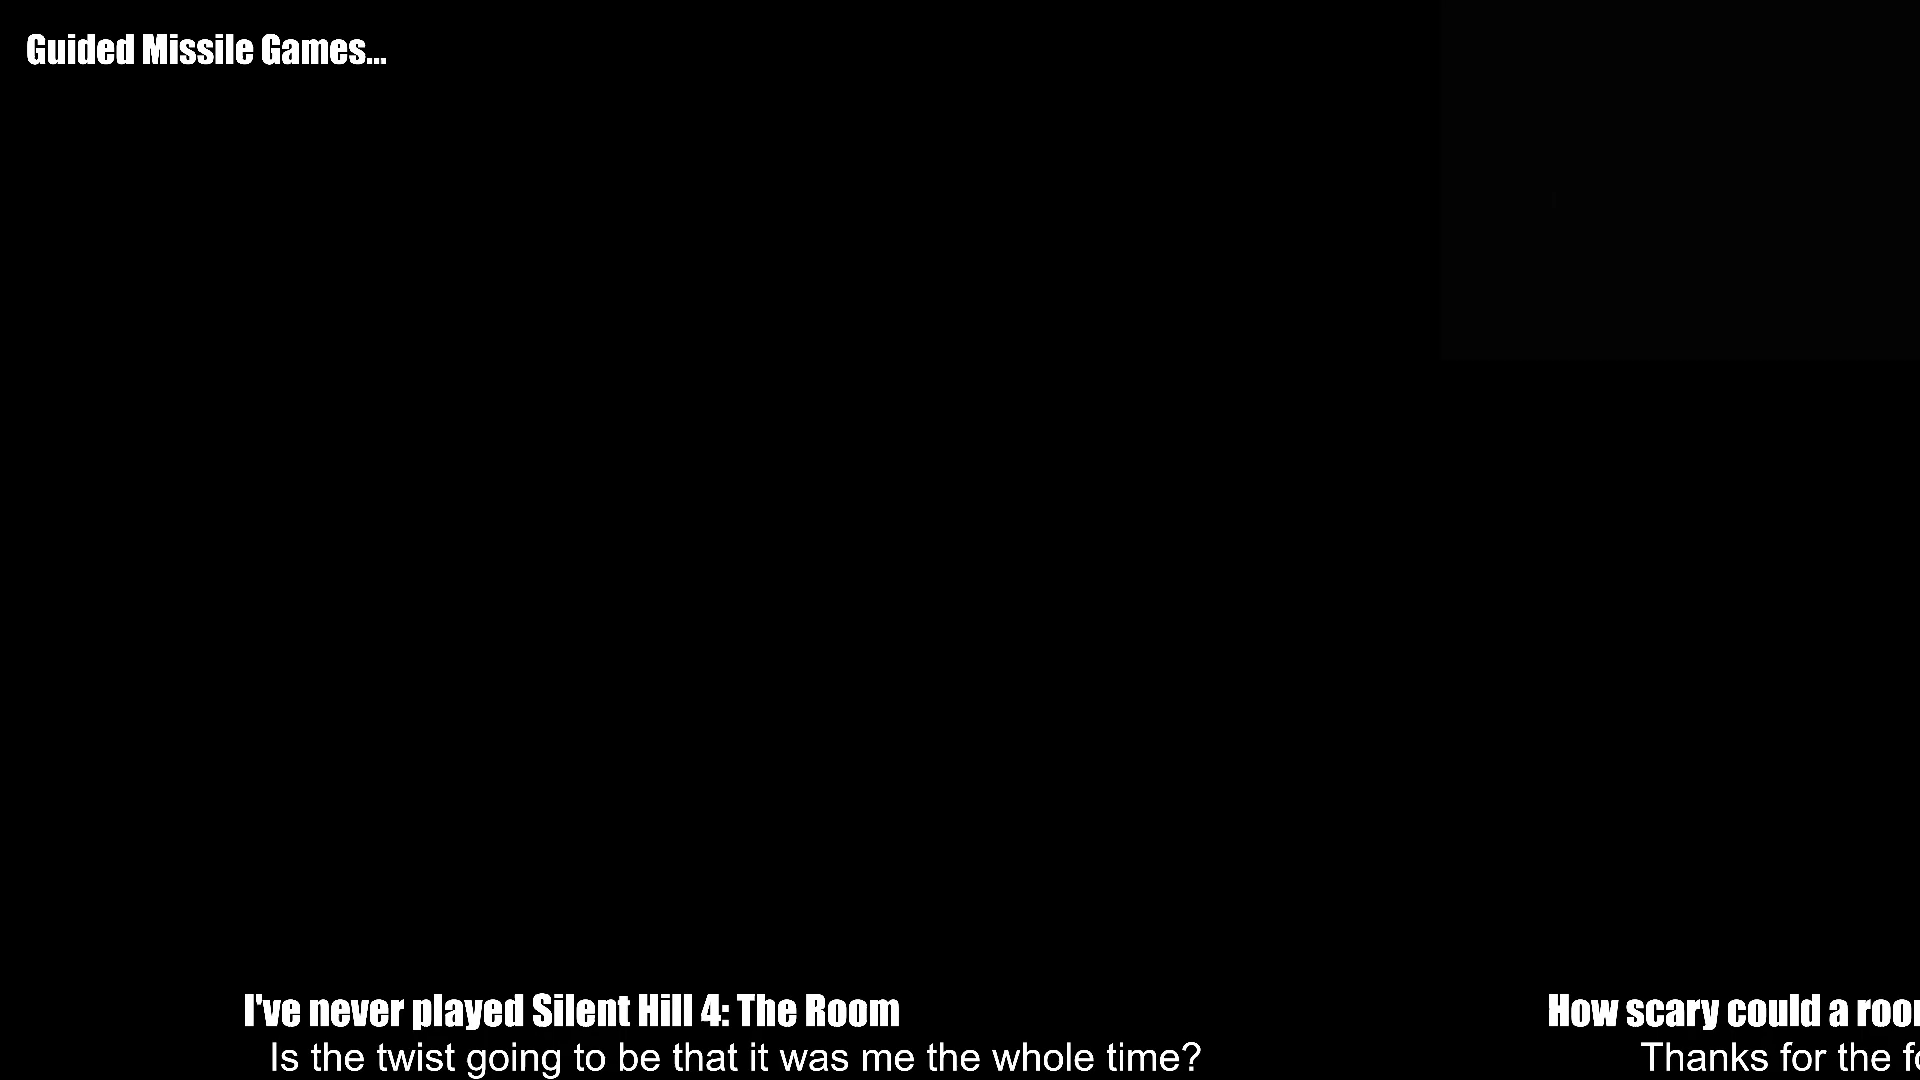 Guided Missile Games...
I've never played Silent Hill 4: The Room
How scary could a
Is the twist going to be that it was me the whole time?
Thanks for the